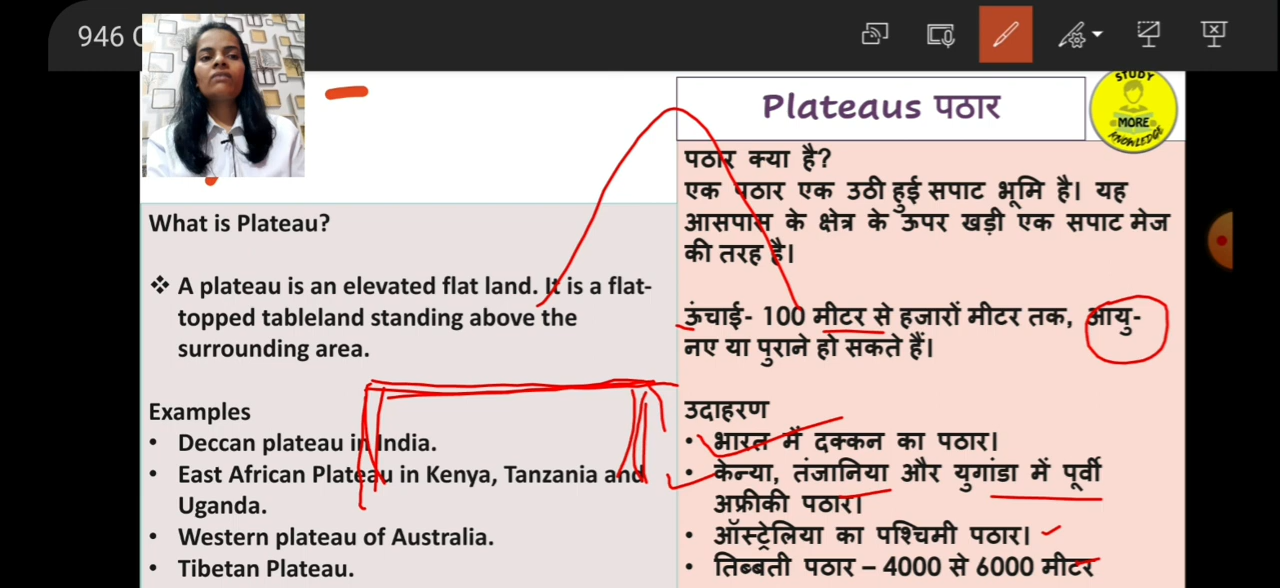 946 C
Plateaus पठार
STUDY
MORE
KNOWLEDGE
What is Plateau?
❖ A plateau is an elevated flat land. It is a flat-
topped tableland standing above the
surrounding area.
Examples
• Deccan plateau in India.
• East African Plateau in Kenya, Tanzania and
Uganda.
• Western plateau of Australia.
• Tibetan Plateau.
पठार क्या है?
एक पठार एक उठी हुई सपाट भूमि है। यह
आसपास के क्षेत्र के ऊपर खड़ी एक सपाट मेज
की तरह है।
ऊंचाई- 100 मीटर से हजारों मीटर तक, आयु-
नए या पुराने हो सकते हैं।
उदाहरण
• भारत में दक्कन का पठार।
• केन्या, तंजानिया और युगांडा में पूर्वी
अफ्रीकी पठार।
• ऑस्ट्रेलिया का पश्चिमी पठार।
• तिब्बती पठार – 4000 से 6000 मीटर